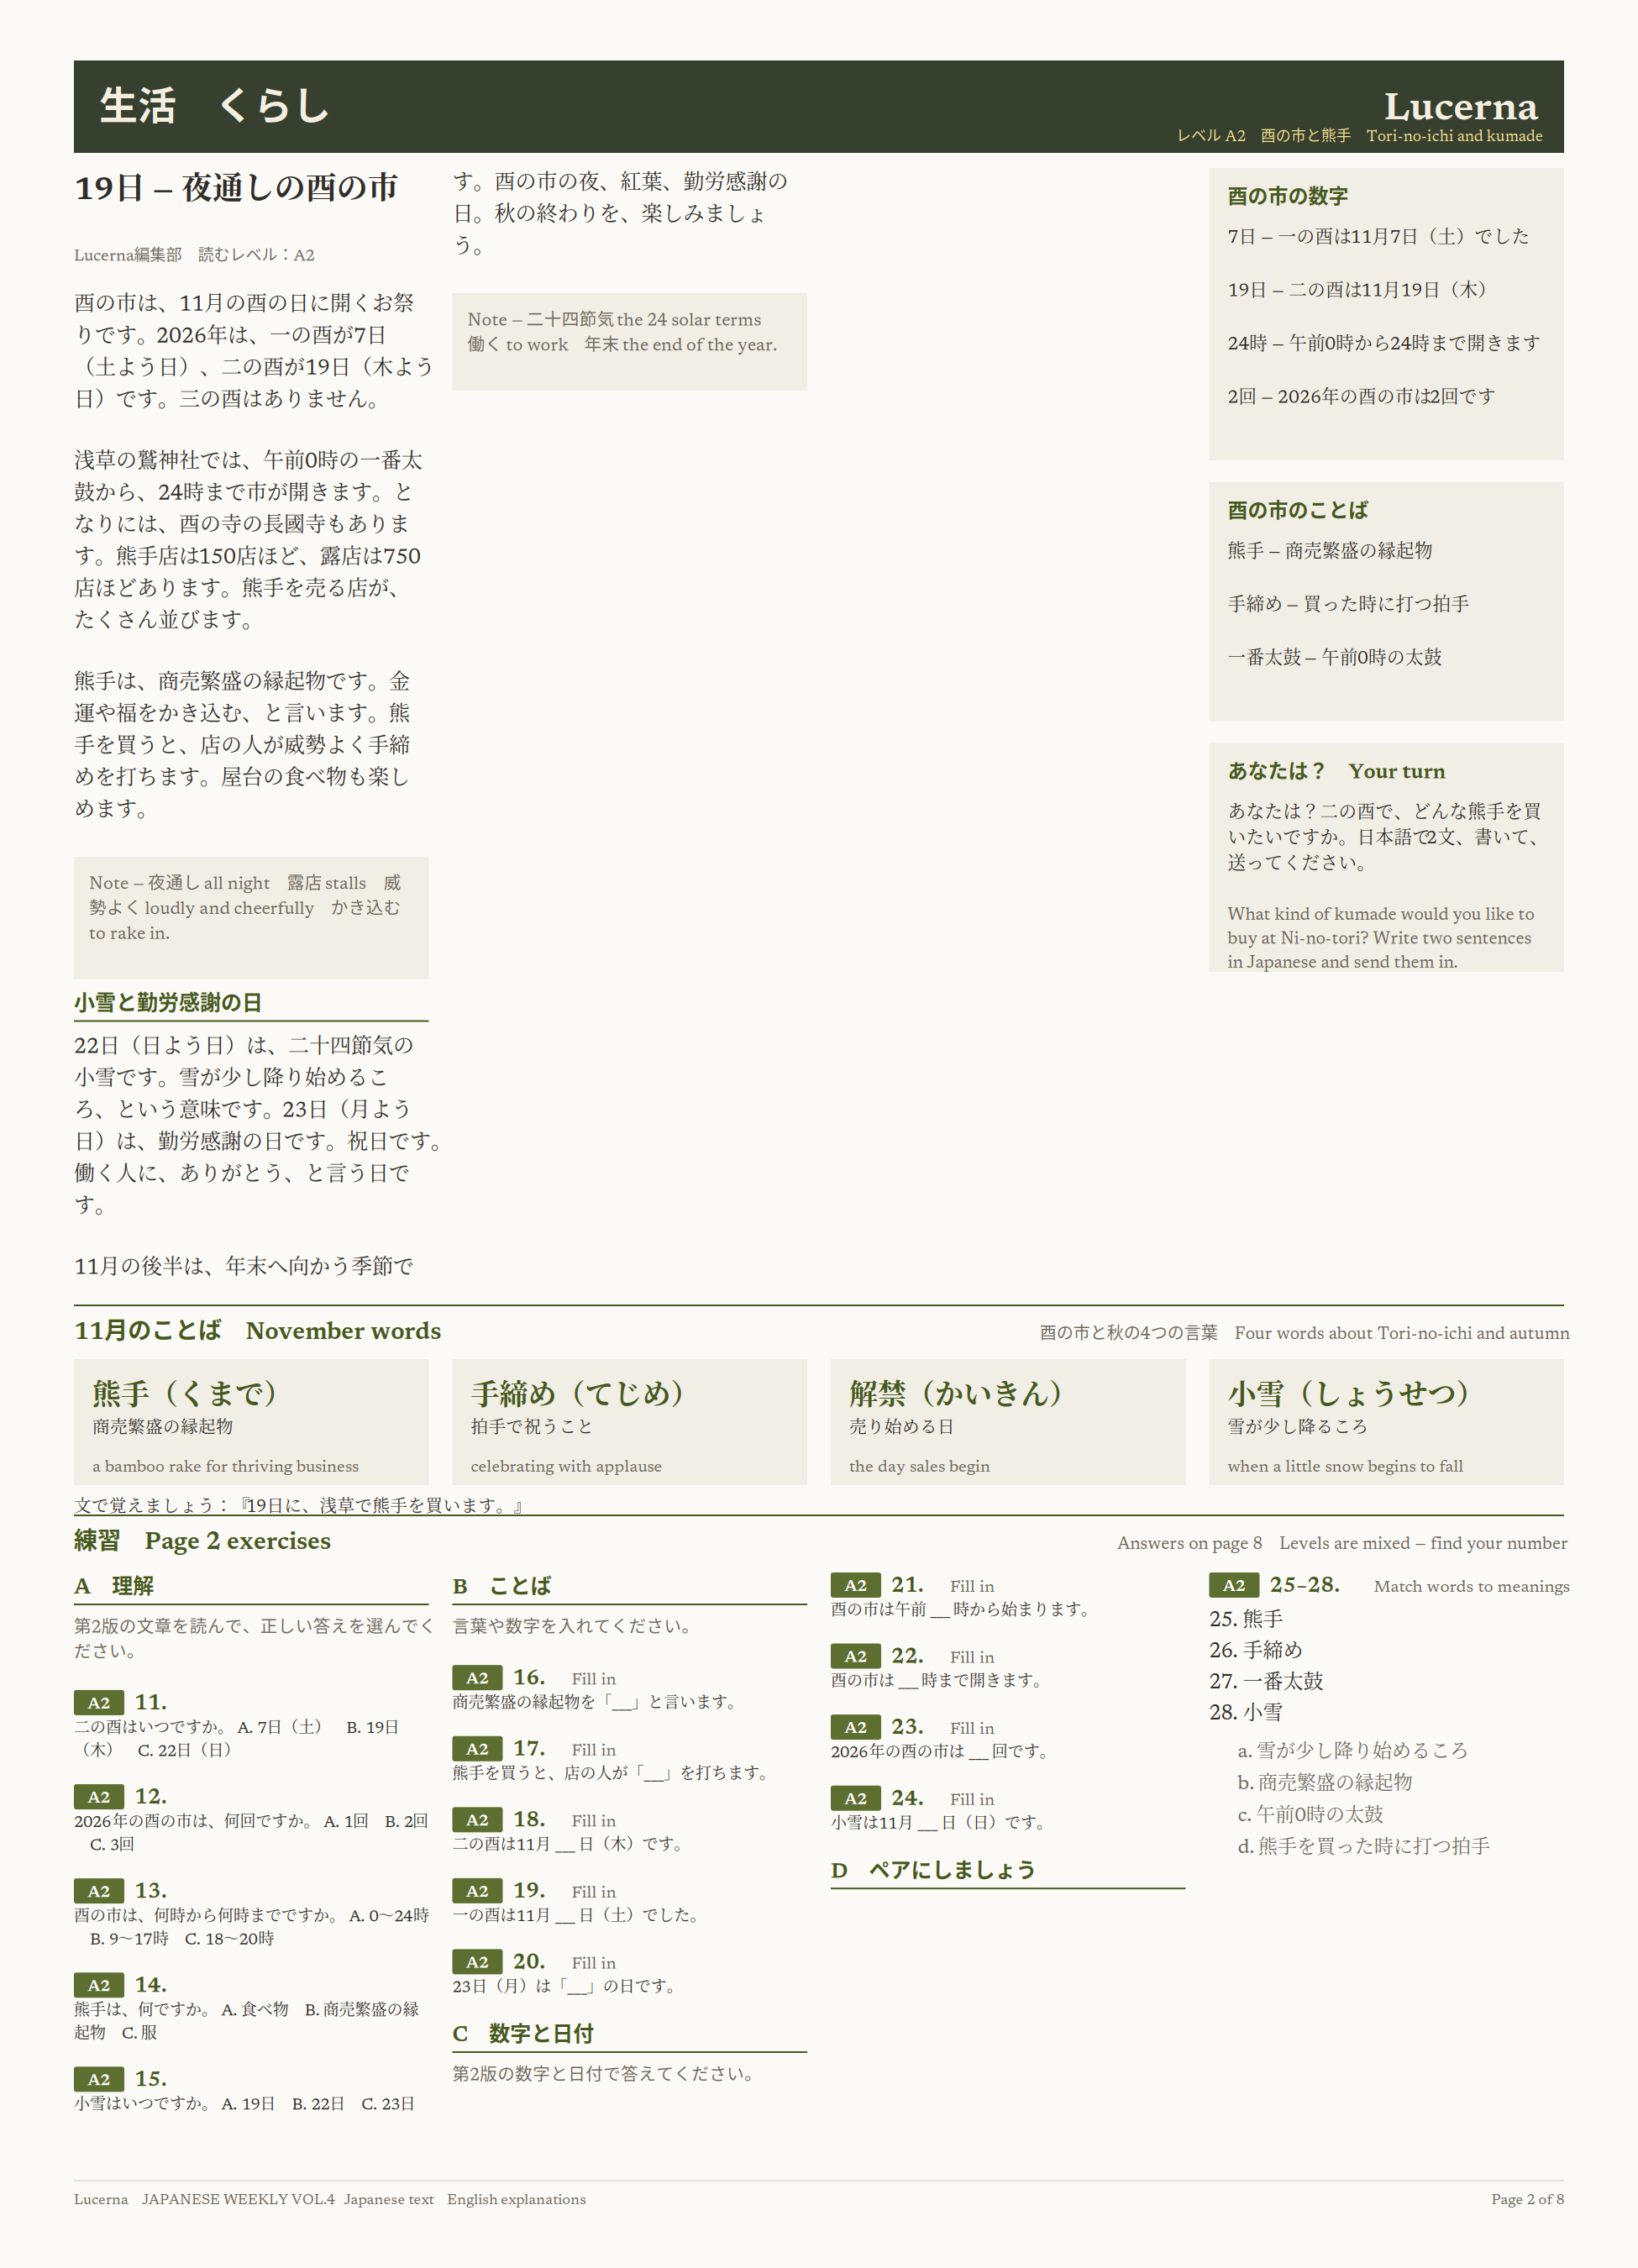 生活　くらし
Lucerna
レベル A2　酉の市と熊手　Tori-no-ichi and kumade
19日 – 夜通しの酉の市
Lucerna編集部　読むレベル：A2
酉の市は、11月の酉の日に開くお祭
りです。2026年は、一の酉が7日
（土よう日）、二の酉が19日（木よう
日）です。三の酉はありません。
浅草の鷲神社では、午前0時の一番太
鼓から、24時まで市が開きます。と
なりには、酉の寺の長國寺もありま
す。熊手店は150店ほど、露店は750
店ほどあります。熊手を売る店が、
たくさん並びます。
熊手は、商売繁盛の縁起物です。金
運や福をかき込む、と言います。熊
手を買うと、店の人が威勢よく手締
めを打ちます。屋台の食べ物も楽し
めます。
Note – 夜通し all night　露店 stalls　威
勢よく loudly and cheerfully　かき込む
to rake in.
小雪と勤労感謝の日
22日（日よう日）は、二十四節気の
小雪です。雪が少し降り始めるこ
ろ、という意味です。23日（月よう
日）は、勤労感謝の日です。祝日です。
働く人に、ありがとう、と言う日で
す。
11月の後半は、年末へ向かう季節で
す。酉の市の夜、紅葉、勤労感謝の
日。秋の終わりを、楽しみましょ
う。
Note – 二十四節気 the 24 solar terms
働く to work　年末 the end of the year.
酉の市の数字
7日 – 一の酉は11月7日（土）でした
19日 – 二の酉は11月19日（木）
24時 – 午前0時から24時まで開きます
2回 – 2026年の酉の市は2回です
酉の市のことば
熊手 – 商売繁盛の縁起物
手締め – 買った時に打つ拍手
一番太鼓 – 午前0時の太鼓
あなたは？　Your turn
あなたは？二の酉で、どんな熊手を買
いたいですか。日本語で2文、書いて、
送ってください。
What kind of kumade would you like to
buy at Ni-no-tori? Write two sentences
in Japanese and send them in.
11月のことば　November words
酉の市と秋の4つの言葉　Four words about Tori-no-ichi and autumn
熊手（くまで）
商売繁盛の縁起物
a bamboo rake for thriving business
手締め（てじめ）
拍手で祝うこと
celebrating with applause
解禁（かいきん）
売り始める日
the day sales begin
小雪（しょうせつ）
雪が少し降るころ
when a little snow begins to fall
文で覚えましょう：『19日に、浅草で熊手を買います。』
練習　Page 2 exercises
Answers on page 8　Levels are mixed – find your number
A　理解
第2版の文章を読んで、正しい答えを選んでく
ださい。
A2 11.
二の酉はいつですか。 A. 7日（土）　B. 19日
（木）　C. 22日（日）
A2 12.
2026年の酉の市は、何回ですか。 A. 1回　B. 2回
　C. 3回
A2 13.
酉の市は、何時から何時までですか。 A. 0〜24時
　B. 9〜17時　C. 18〜20時
A2 14.
熊手は、何ですか。 A. 食べ物　B. 商売繁盛の縁
起物　C. 服
A2 15.
小雪はいつですか。 A. 19日　B. 22日　C. 23日
B　ことば
言葉や数字を入れてください。
A2 16. Fill in
商売繁盛の縁起物を「___」と言います。
A2 17. Fill in
熊手を買うと、店の人が「___」を打ちます。
A2 18. Fill in
二の酉は11月 ___ 日（木）です。
A2 19. Fill in
一の酉は11月 ___ 日（土）でした。
A2 20. Fill in
23日（月）は「___」の日です。
C　数字と日付
第2版の数字と日付で答えてください。
A2 21. Fill in
酉の市は午前 ___ 時から始まります。
A2 22. Fill in
酉の市は ___ 時まで開きます。
A2 23. Fill in
2026年の酉の市は ___ 回です。
A2 24. Fill in
小雪は11月 ___ 日（日）です。
D　ペアにしましょう
A2 25–28. Match words to meanings
25. 熊手
26. 手締め
27. 一番太鼓
28. 小雪
a. 雪が少し降り始めるころ
b. 商売繁盛の縁起物
c. 午前0時の太鼓
d. 熊手を買った時に打つ拍手
Lucerna　JAPANESE WEEKLY VOL.4　Japanese text　English explanations
Page 2 of 8